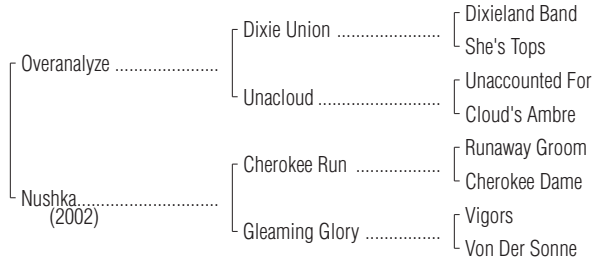 Dixieland Band
Dixie Union ..................
She's Tops
Overanalyze ......................
Unaccounted For
Unacloud ..........................
Cloud's Ambre
Runaway Groom
Cherokee Run ..................
Cherokee Dame
Nushka..............................
(2002)
Vigors
Gleaming Glory ................
Von Der Sonne